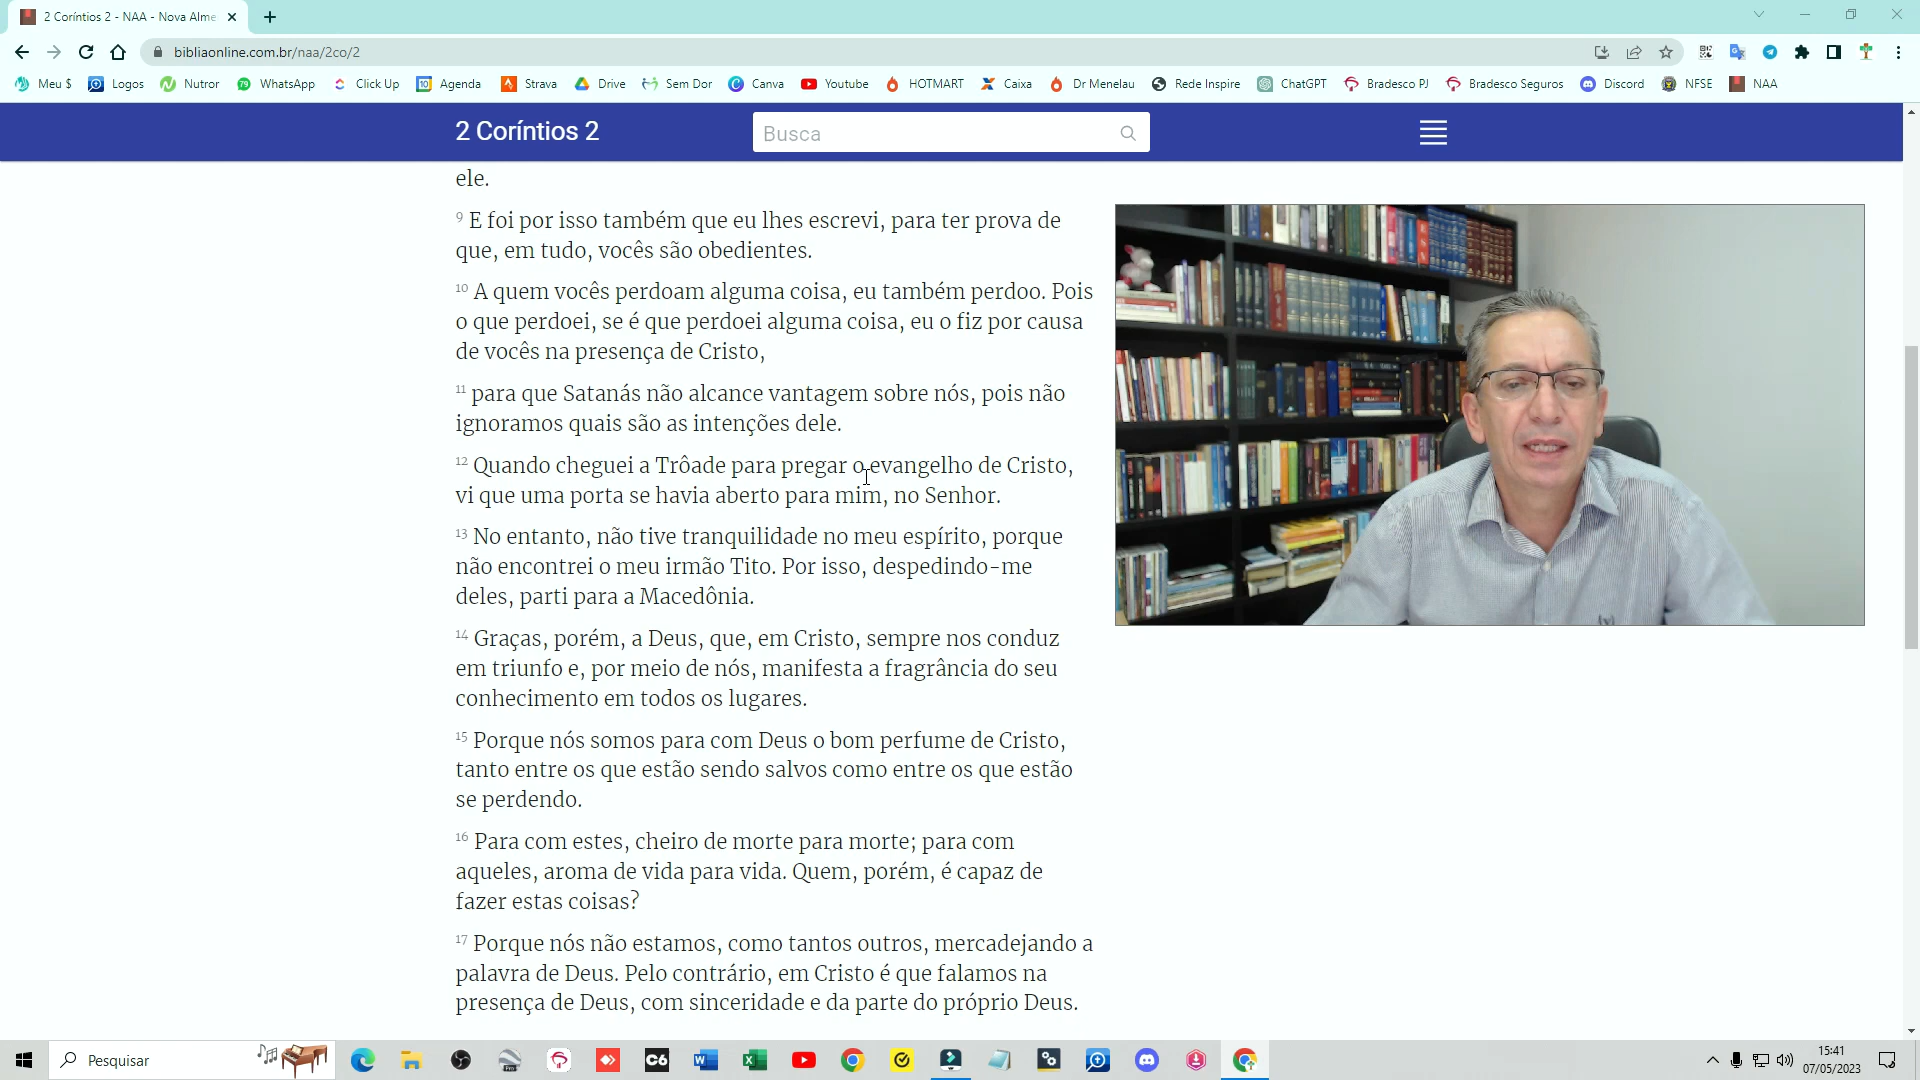 2 Coríntios 2 - NAA - Nova Alme
bibliaonline.com.br/naa/2co/2
Meu $ Logos Nutror WhatsApp Click Up Agenda Strava Drive Sem Dor Canva Youtube HOTMART Caixa Dr Menelau Rede Inspire ChatGPT Bradesco PJ Bradesco Seguros Discord NFSE NAA
2 Coríntios 2
Busca
ele.
9 E foi por isso também que eu lhes escrevi, para ter prova de
que, em tudo, vocês são obedientes.
10 A quem vocês perdoam alguma coisa, eu também perdoo. Pois
o que perdoei, se é que perdoei alguma coisa, eu o fiz por causa
de vocês na presença de Cristo,
11 para que Satanás não alcance vantagem sobre nós, pois não
ignoramos quais são as intenções dele.
12 Quando cheguei a Trôade para pregar o evangelho de Cristo,
vi que uma porta se havia aberto para mim, no Senhor.
13 No entanto, não tive tranquilidade no meu espírito, porque
não encontrei o meu irmão Tito. Por isso, despedindo-me
deles, parti para a Macedônia.
14 Graças, porém, a Deus, que, em Cristo, sempre nos conduz
em triunfo e, por meio de nós, manifesta a fragrância do seu
conhecimento em todos os lugares.
15 Porque nós somos para com Deus o bom perfume de Cristo,
tanto entre os que estão sendo salvos como entre os que estão
se perdendo.
16 Para com estes, cheiro de morte para morte; para com
aqueles, aroma de vida para vida. Quem, porém, é capaz de
fazer estas coisas?
17 Porque nós não estamos, como tantos outros, mercadejando a
palavra de Deus. Pelo contrário, em Cristo é que falamos na
presença de Deus, com sinceridade e da parte do próprio Deus.
Pesquisar
15:41
07/05/2023